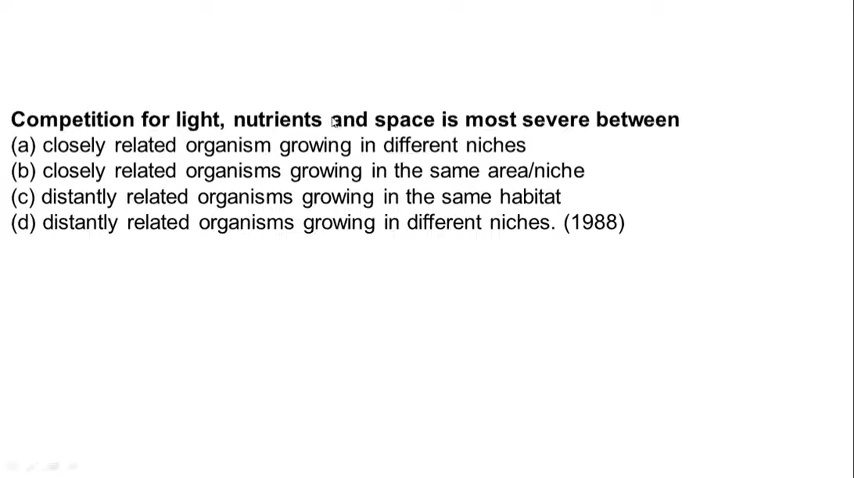 Competition for light, nutrients and space is most severe between
(a) closely related organism growing in different niches
(b) closely related organisms growing in the same area/niche
(c) distantly related organisms growing in the same habitat
(d) distantly related organisms growing in different niches. (1988)